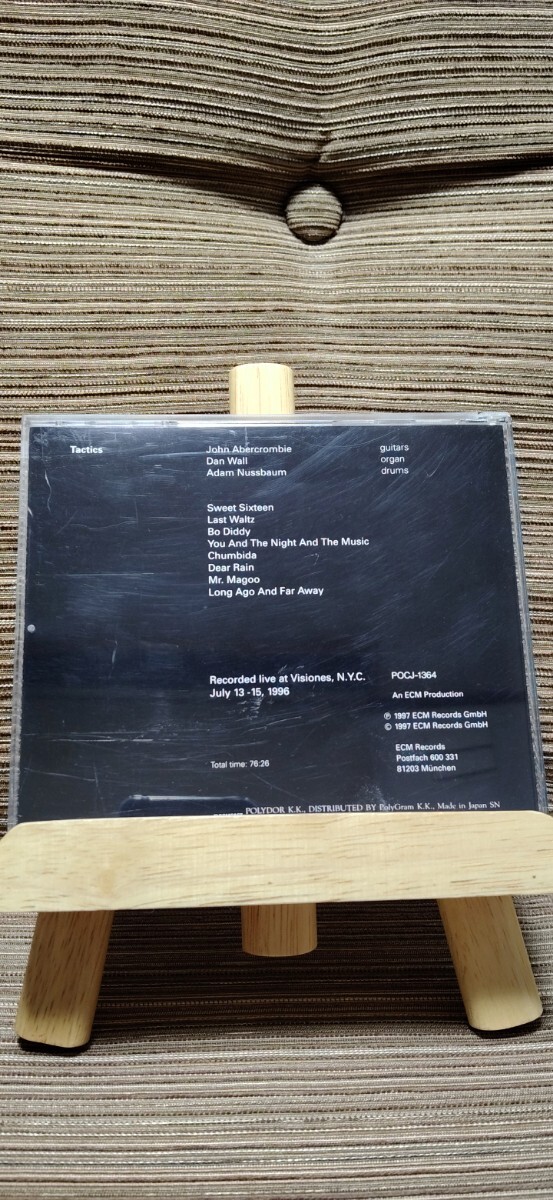 Tactics
John Abercrombie guitars
Dan Wall organ
Adam Nussbaum drums
Sweet Sixteen
Last Waltz
Bo Diddy
You And The Night And The Music
Chumbida
Dear Rain
Mr. Magoo
Long Ago And Far Away
Recorded live at Visiones, N.Y.C.
July 13 -15, 1996
POCJ-1364
An ECM Production
℗ 1997 ECM Records GmbH
© 1997 ECM Records GmbH
ECM Records
Postfach 600 331
81203 München
Total time: 76:26
POLYDOR K.K., DISTRIBUTED BY PolyGram K.K., Made in Japan SN